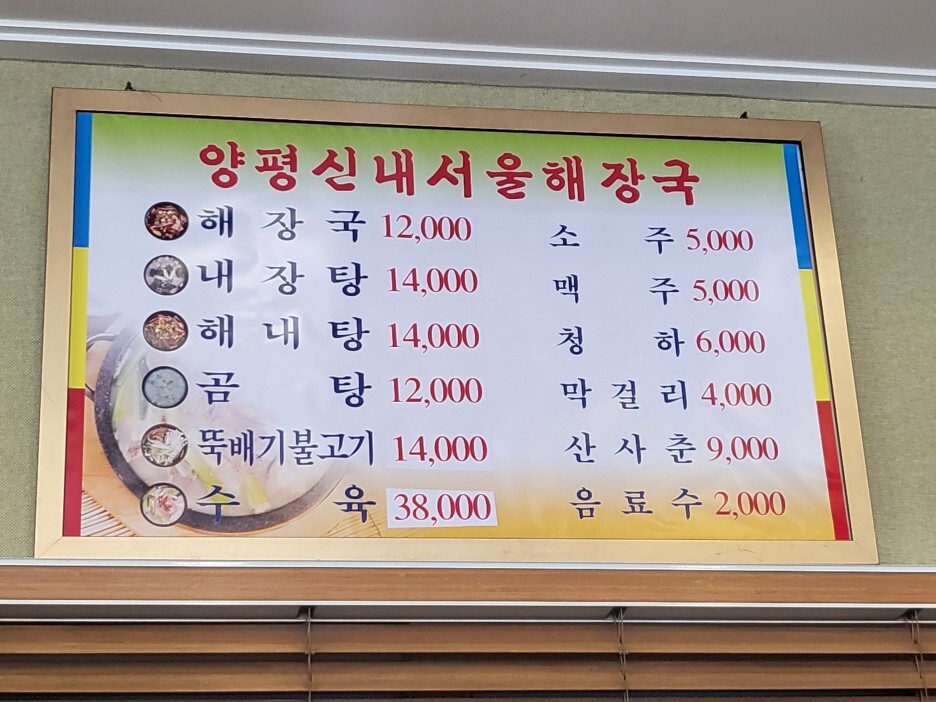 양평신내서울해장국
해장국 12,000
내장탕 14,000
해내탕 14,000
곰탕 12,000
뚝배기불고기 14,000
수육 38,000
소주 5,000
맥주 5,000
청하 6,000
막걸리 4,000
산사춘 9,000
음료수 2,000